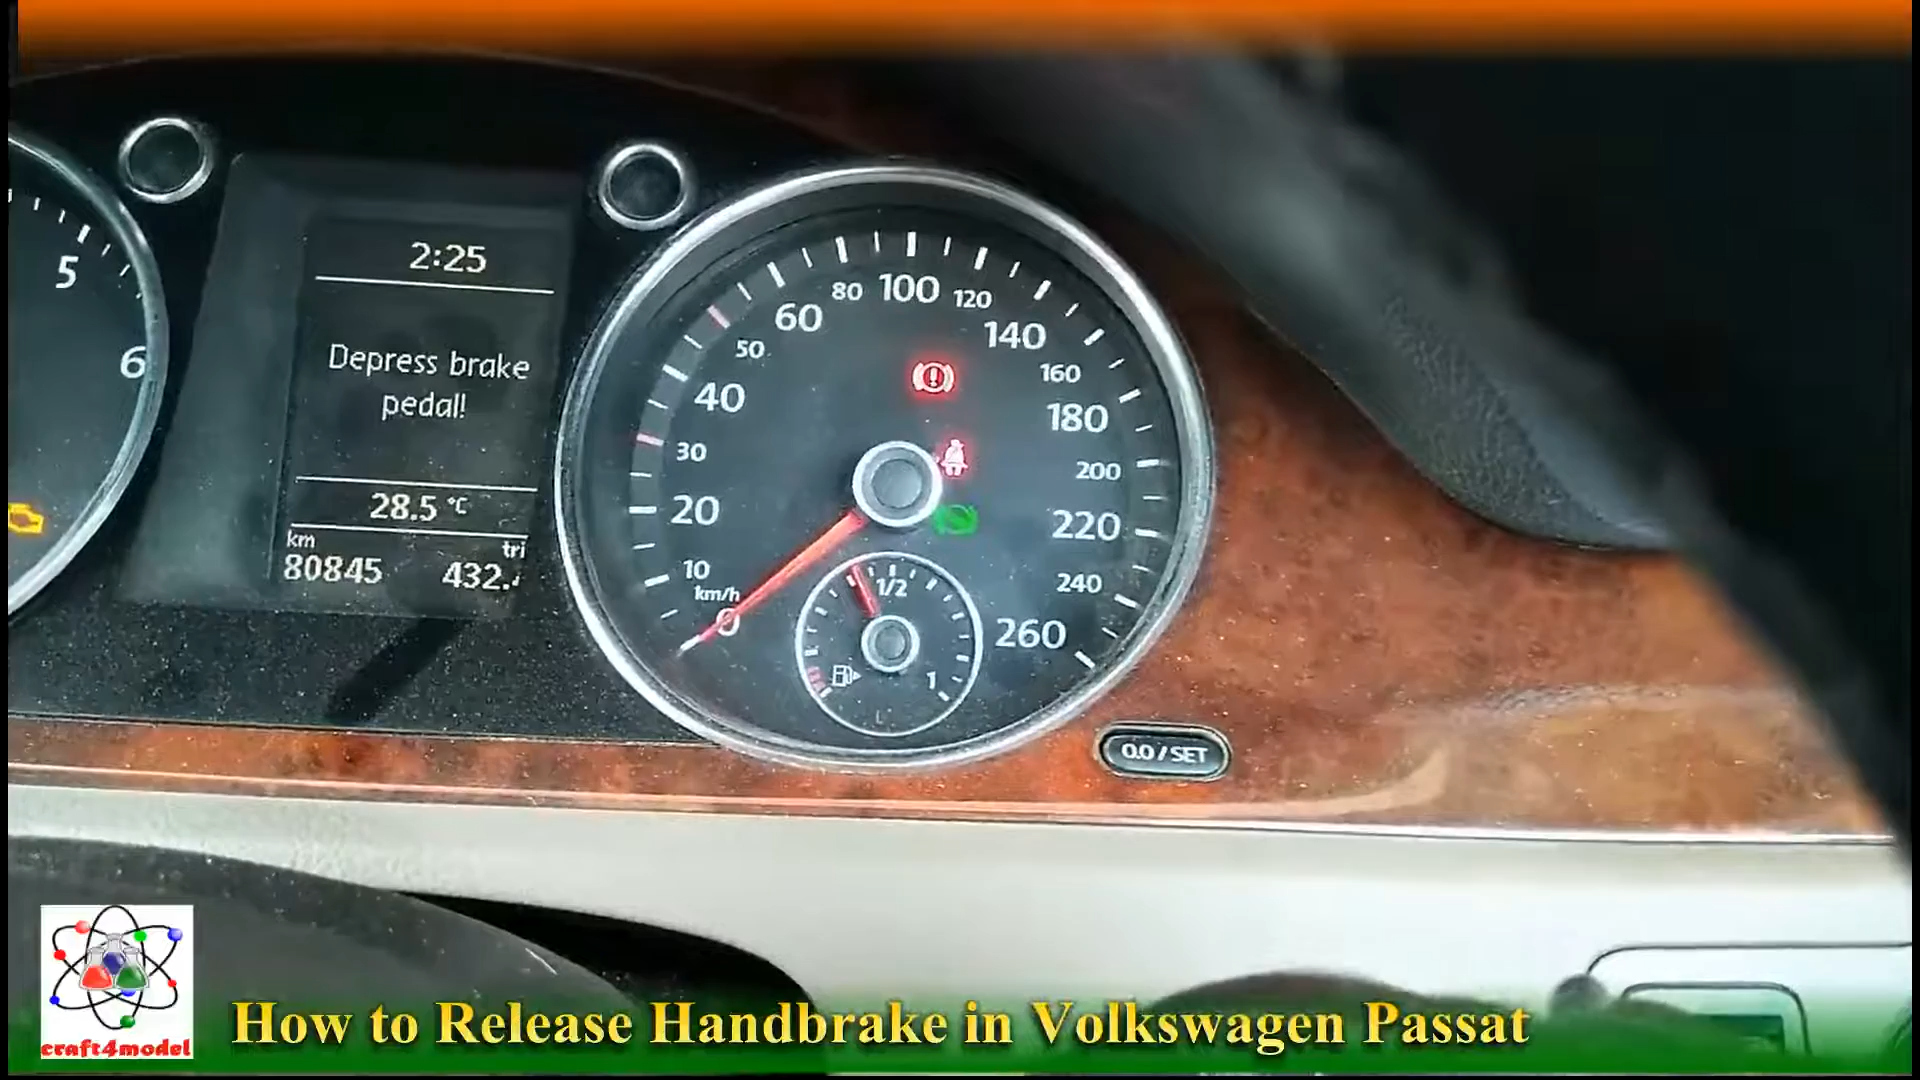 5
6
2:25
Depress brake
pedal!
28.5 °C
km
tri
80845
432.
0
km/h
10
20
30
40
50
60
80
100
120
140
160
180
200
220
240
260
1/2
1
0.0 / SET
craft4model
How to Release Handbrake in Volkswagen Passat